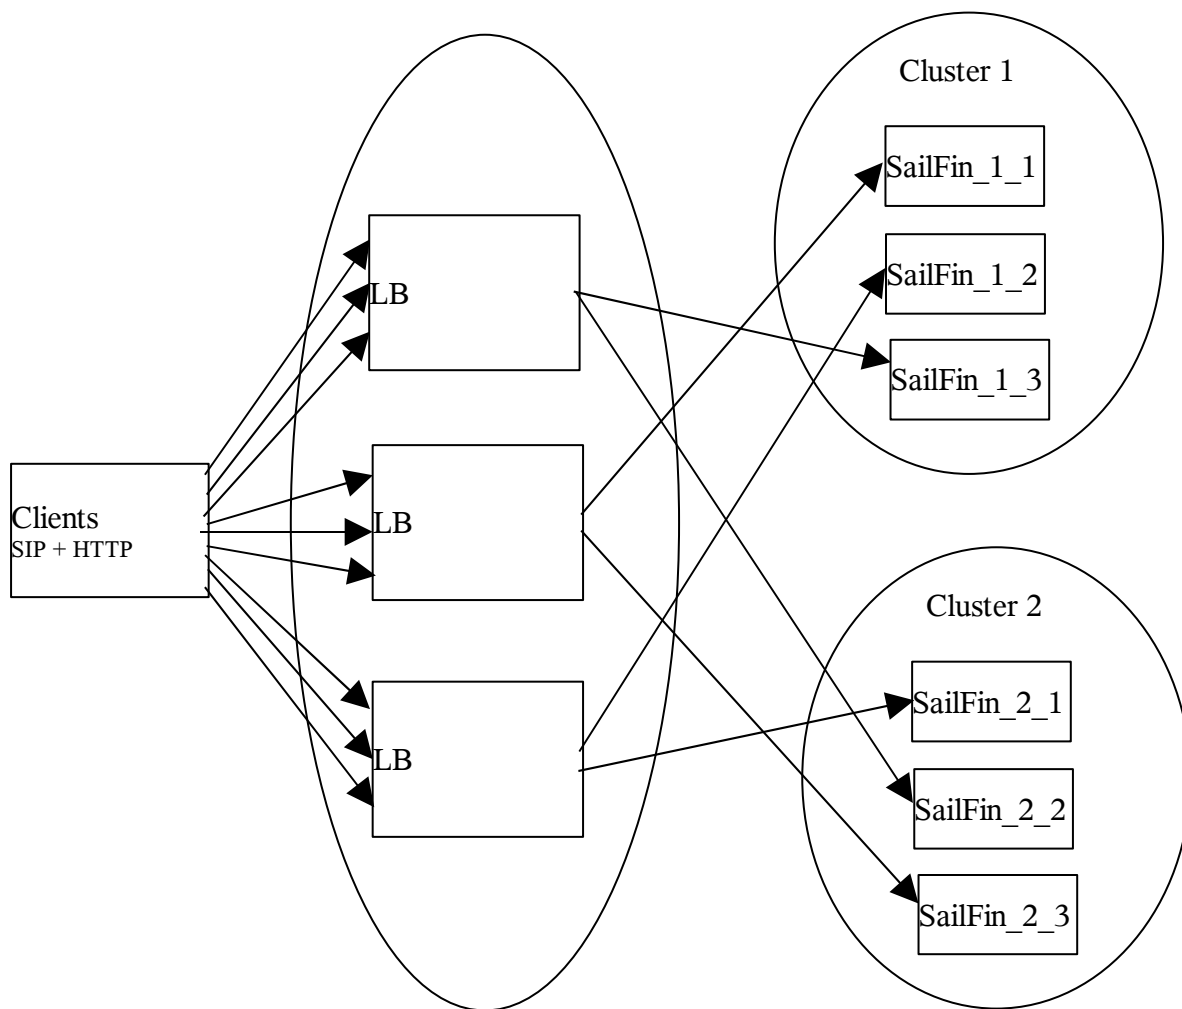 Cluster 1
SailFin_1_1
SailFin_1_2
LB
SailFin_1_3
Clients
SIP + HTTP
LB
Cluster 2
SailFin_2_1
LB
SailFin_2_2
SailFin_2_3